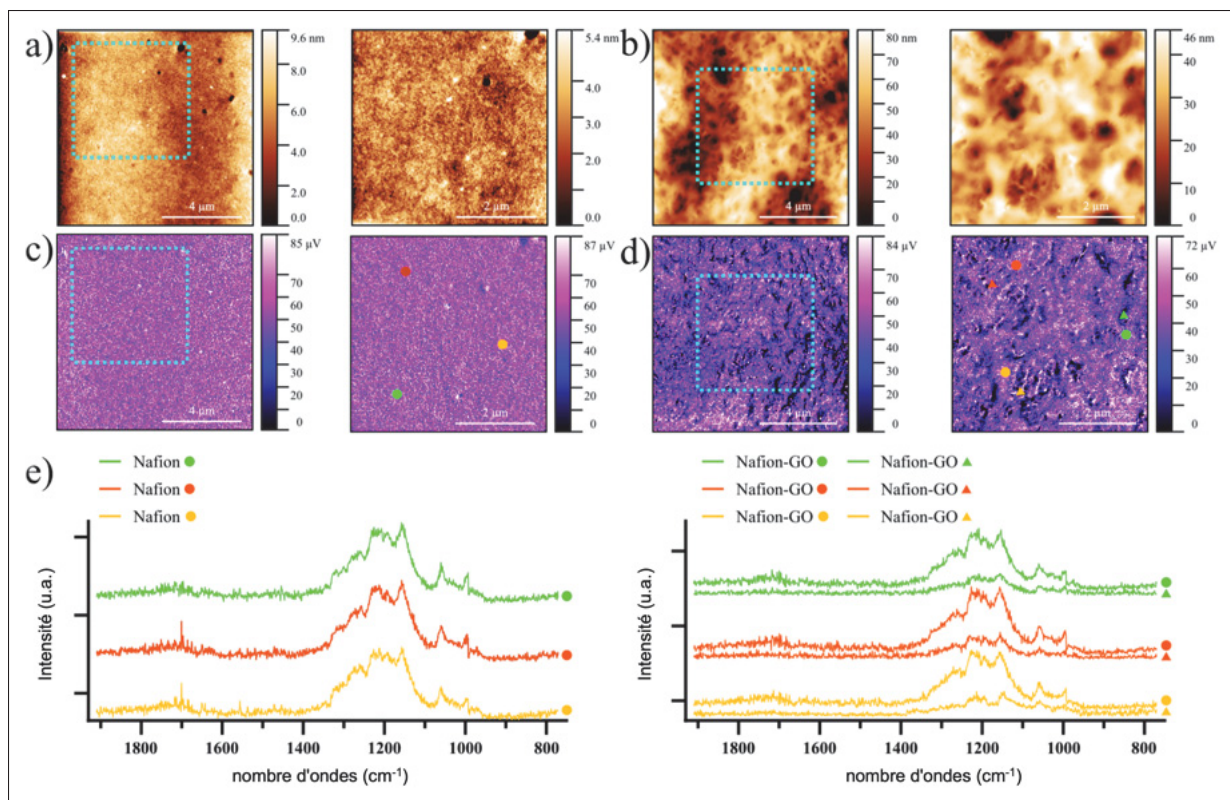 a)
9.6 nm
8.0
6.0
4.0
2.0
0.0
4 µm
5.4 nm
3.0
2.0
1.0
0.0
2 µm
b)
80 nm
70
60
50
40
30
20
10
0
4 µm
46 nm
40
30
20
10
0
2 µm
c)
85 µV
70
60
50
40
30
20
10
0
4 µm
87 µV
70
60
50
40
30
20
10
0
2 µm
d)
84 µV
70
60
50
40
30
20
10
0
4 µm
72 µV
60
50
40
30
20
10
0
2 µm
e)
Nafion
Nafion
Nafion
Intensité (u.a.)
1800 1600 1400 1200 1000 800
nombre d'ondes (cm⁻¹)
Nafion-GO Nafion-GO
Nafion-GO Nafion-GO
Nafion-GO Nafion-GO
Intensité (u.a.)
1800 1600 1400 1200 1000 800
nombre d'ondes (cm⁻¹)